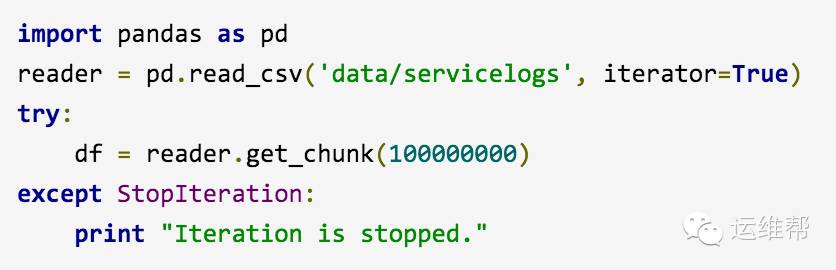 import pandas as pd
reader = pd.read_csv('data/servicelogs', iterator=True)
try:
    df = reader.get_chunk(100000000)
except StopIteration:
    print "Iteration is stopped."
运维帮